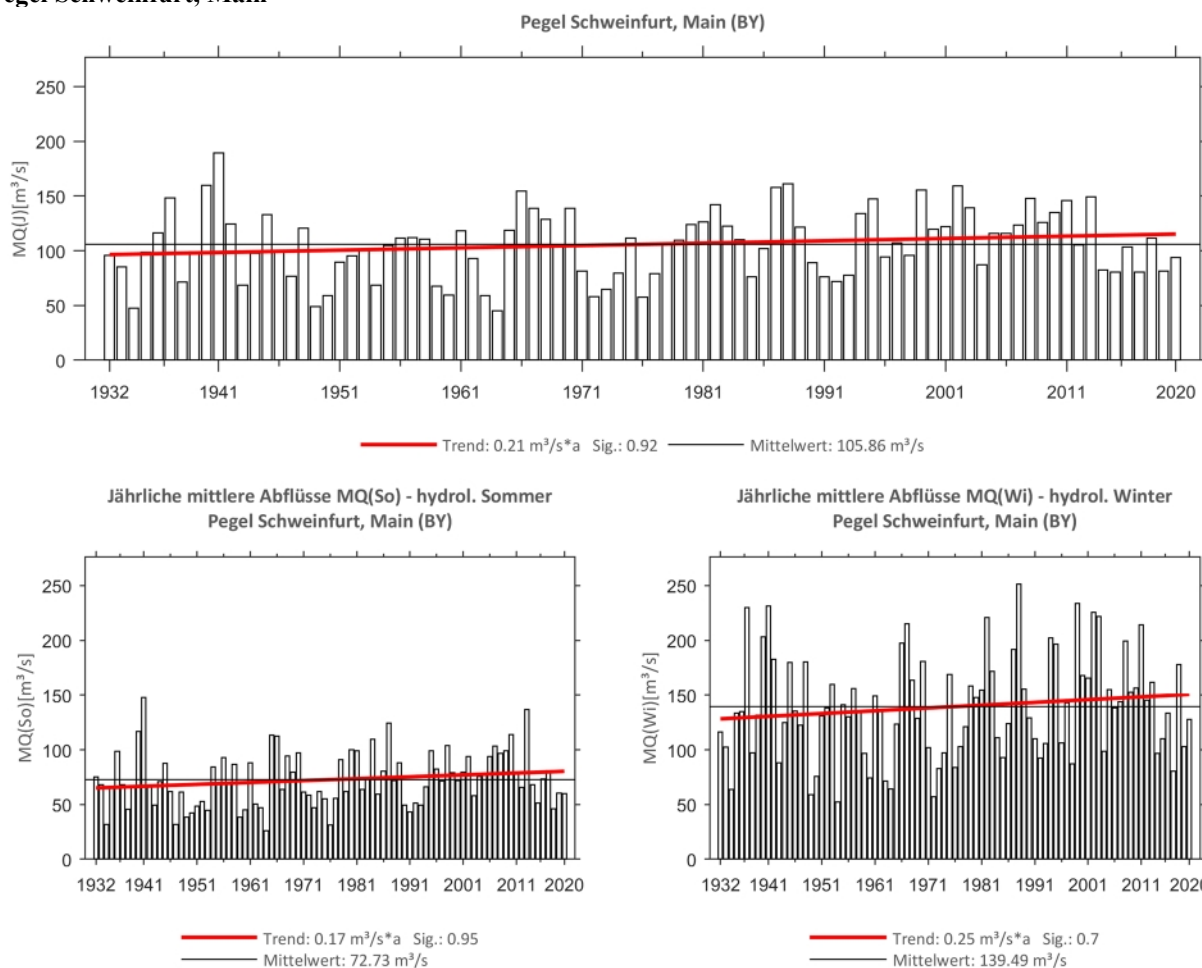 Pegel Schweinfurt, Main
Pegel Schweinfurt, Main (BY)
MQ(J)[m³/s]
250
200
150
100
50
0
1932 1941 1951 1961 1971 1981 1991 2001 2011 2020
Trend: 0.21 m³/s*a Sig.: 0.92 Mittelwert: 105.86 m³/s
Jährliche mittlere Abflüsse MQ(So) - hydrol. Sommer
Pegel Schweinfurt, Main (BY)
MQ(So)[m³/s]
250
200
150
100
50
0
1932 1941 1951 1961 1971 1981 1991 2001 2011 2020
Trend: 0.17 m³/s*a Sig.: 0.95
Mittelwert: 72.73 m³/s
Jährliche mittlere Abflüsse MQ(Wi) - hydrol. Winter
Pegel Schweinfurt, Main (BY)
MQ(Wi)[m³/s]
250
200
150
100
50
0
1932 1941 1951 1961 1971 1981 1991 2001 2011 2020
Trend: 0.25 m³/s*a Sig.: 0.7
Mittelwert: 139.49 m³/s